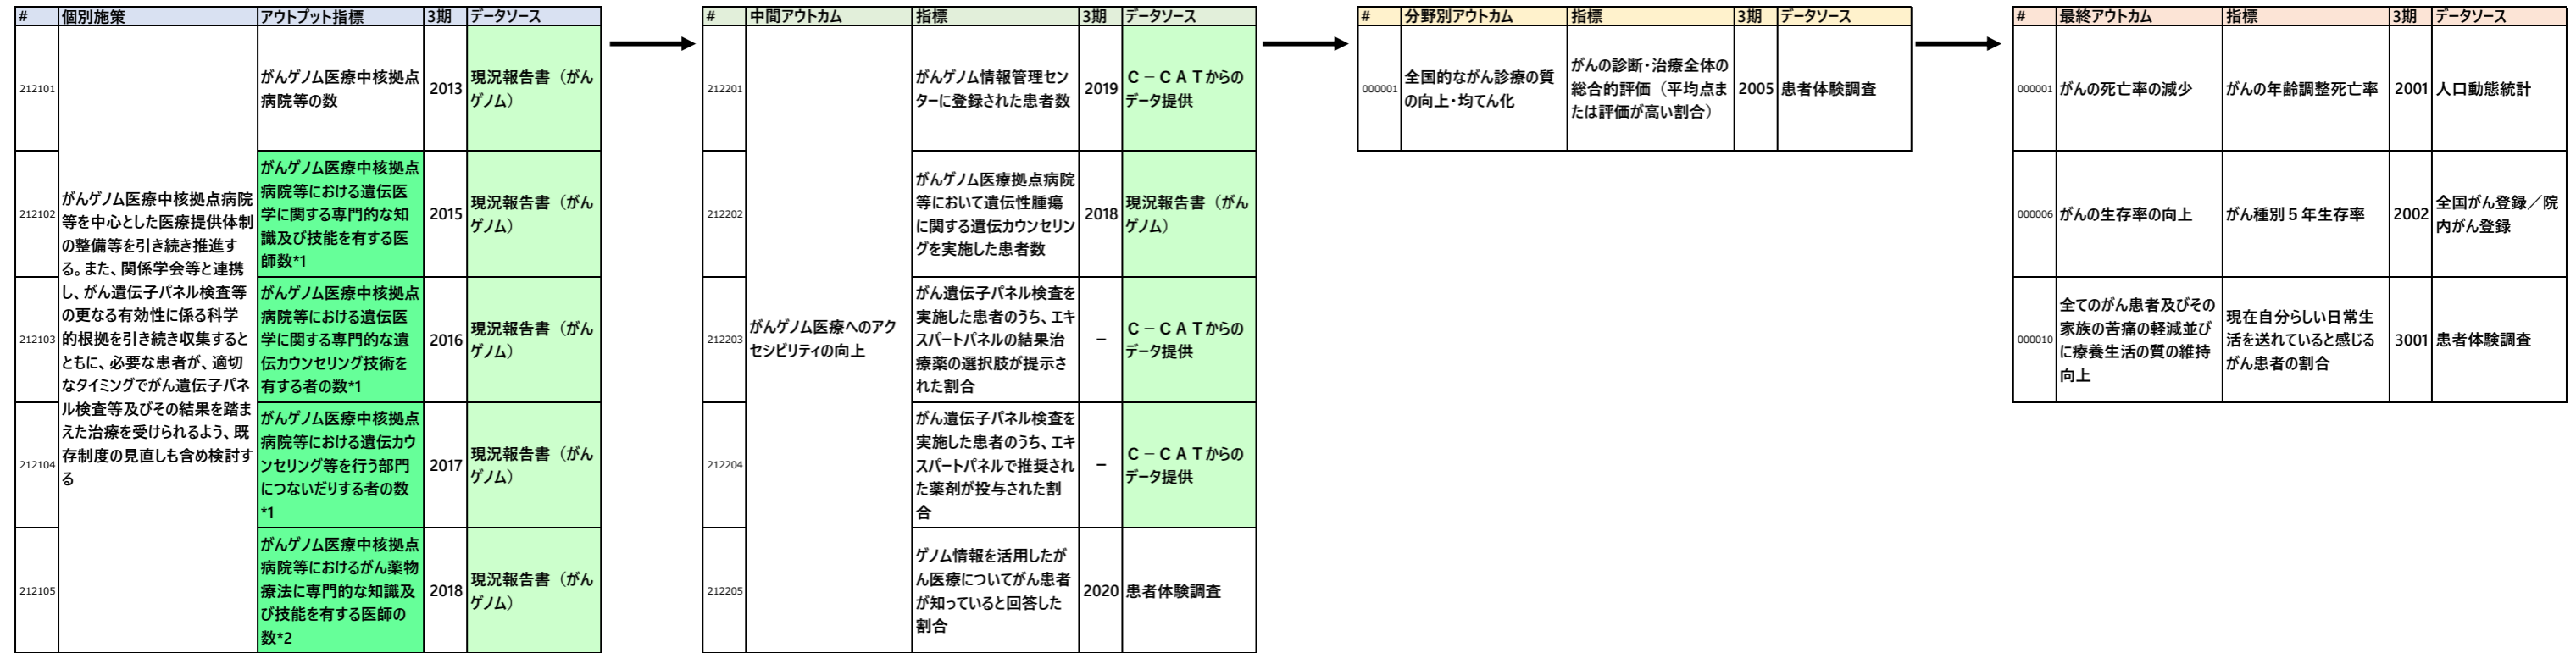 # 個別施策 アウトプット指標 3期 データソース
212101
がんゲノム医療中核拠点病院
等を中心とした医療提供体制
の整備等を引き続き推進す
る。また、関係学会等と連携
し、がん遺伝子パネル検査等
の更なる有効性に係る科学
的根拠を引き続き収集すると
ともに、必要な患者が、適切
なタイミングでがん遺伝子パネ
ル検査等及びその結果を踏ま
えた治療を受けられるよう、既
存制度の見直しも含め検討す
る
がんゲノム医療中核拠点
病院等の数
2013
現況報告書（がん
ゲノム）
212102
がんゲノム医療中核拠点
病院等における遺伝医
学に関する専門的な知
識及び技能を有する医
師数*1
2015
現況報告書（がん
ゲノム）
212103
がんゲノム医療中核拠点
病院等における遺伝医
学に関する専門的な遺
伝カウンセリング技術を
有する者の数*1
2016
現況報告書（がん
ゲノム）
212104
がんゲノム医療中核拠点
病院等における遺伝カウ
ンセリング等を行う部門
につないだりする者の数
*1
2017
現況報告書（がん
ゲノム）
212105
がんゲノム医療中核拠点
病院等におけるがん薬物
療法に専門的な知識及
び技能を有する医師の
数*2
2018
現況報告書（がん
ゲノム）
# 中間アウトカム 指標 3期 データソース
212201
がんゲノム医療へのアク
セシビリティの向上
がんゲノム情報管理セン
ターに登録された患者数
2019
Ｃ－ＣＡＴからの
データ提供
212202
がんゲノム医療拠点病院
等において遺伝性腫瘍
に関する遺伝カウンセリン
グを実施した患者数
2018
現況報告書（がん
ゲノム）
212203
がん遺伝子パネル検査を
実施した患者のうち、エキ
スパートパネルの結果治
療薬の選択肢が提示さ
れた割合
－
Ｃ－ＣＡＴからの
データ提供
212204
がん遺伝子パネル検査を
実施した患者のうち、エキ
スパートパネルで推奨され
た薬剤が投与された割
合
－
Ｃ－ＣＡＴからの
データ提供
212205
ゲノム情報を活用したが
ん医療についてがん患者
が知っていると回答した
割合
2020
患者体験調査
# 分野別アウトカム 指標 3期 データソース
000001
全国的ながん診療の質
の向上・均てん化
がんの診断・治療全体の
総合的評価（平均点ま
たは評価が高い割合）
2005
患者体験調査
# 最終アウトカム 指標 3期 データソース
000001 がんの死亡率の減少 がんの年齢調整死亡率 2001 人口動態統計
000006 がんの生存率の向上 がん種別５年生存率 2002
全国がん登録／院
内がん登録
000010
全てのがん患者及びその
家族の苦痛の軽減並び
に療養生活の質の維持
向上
現在自分らしい日常生
活を送れていると感じる
がん患者の割合
3001
患者体験調査